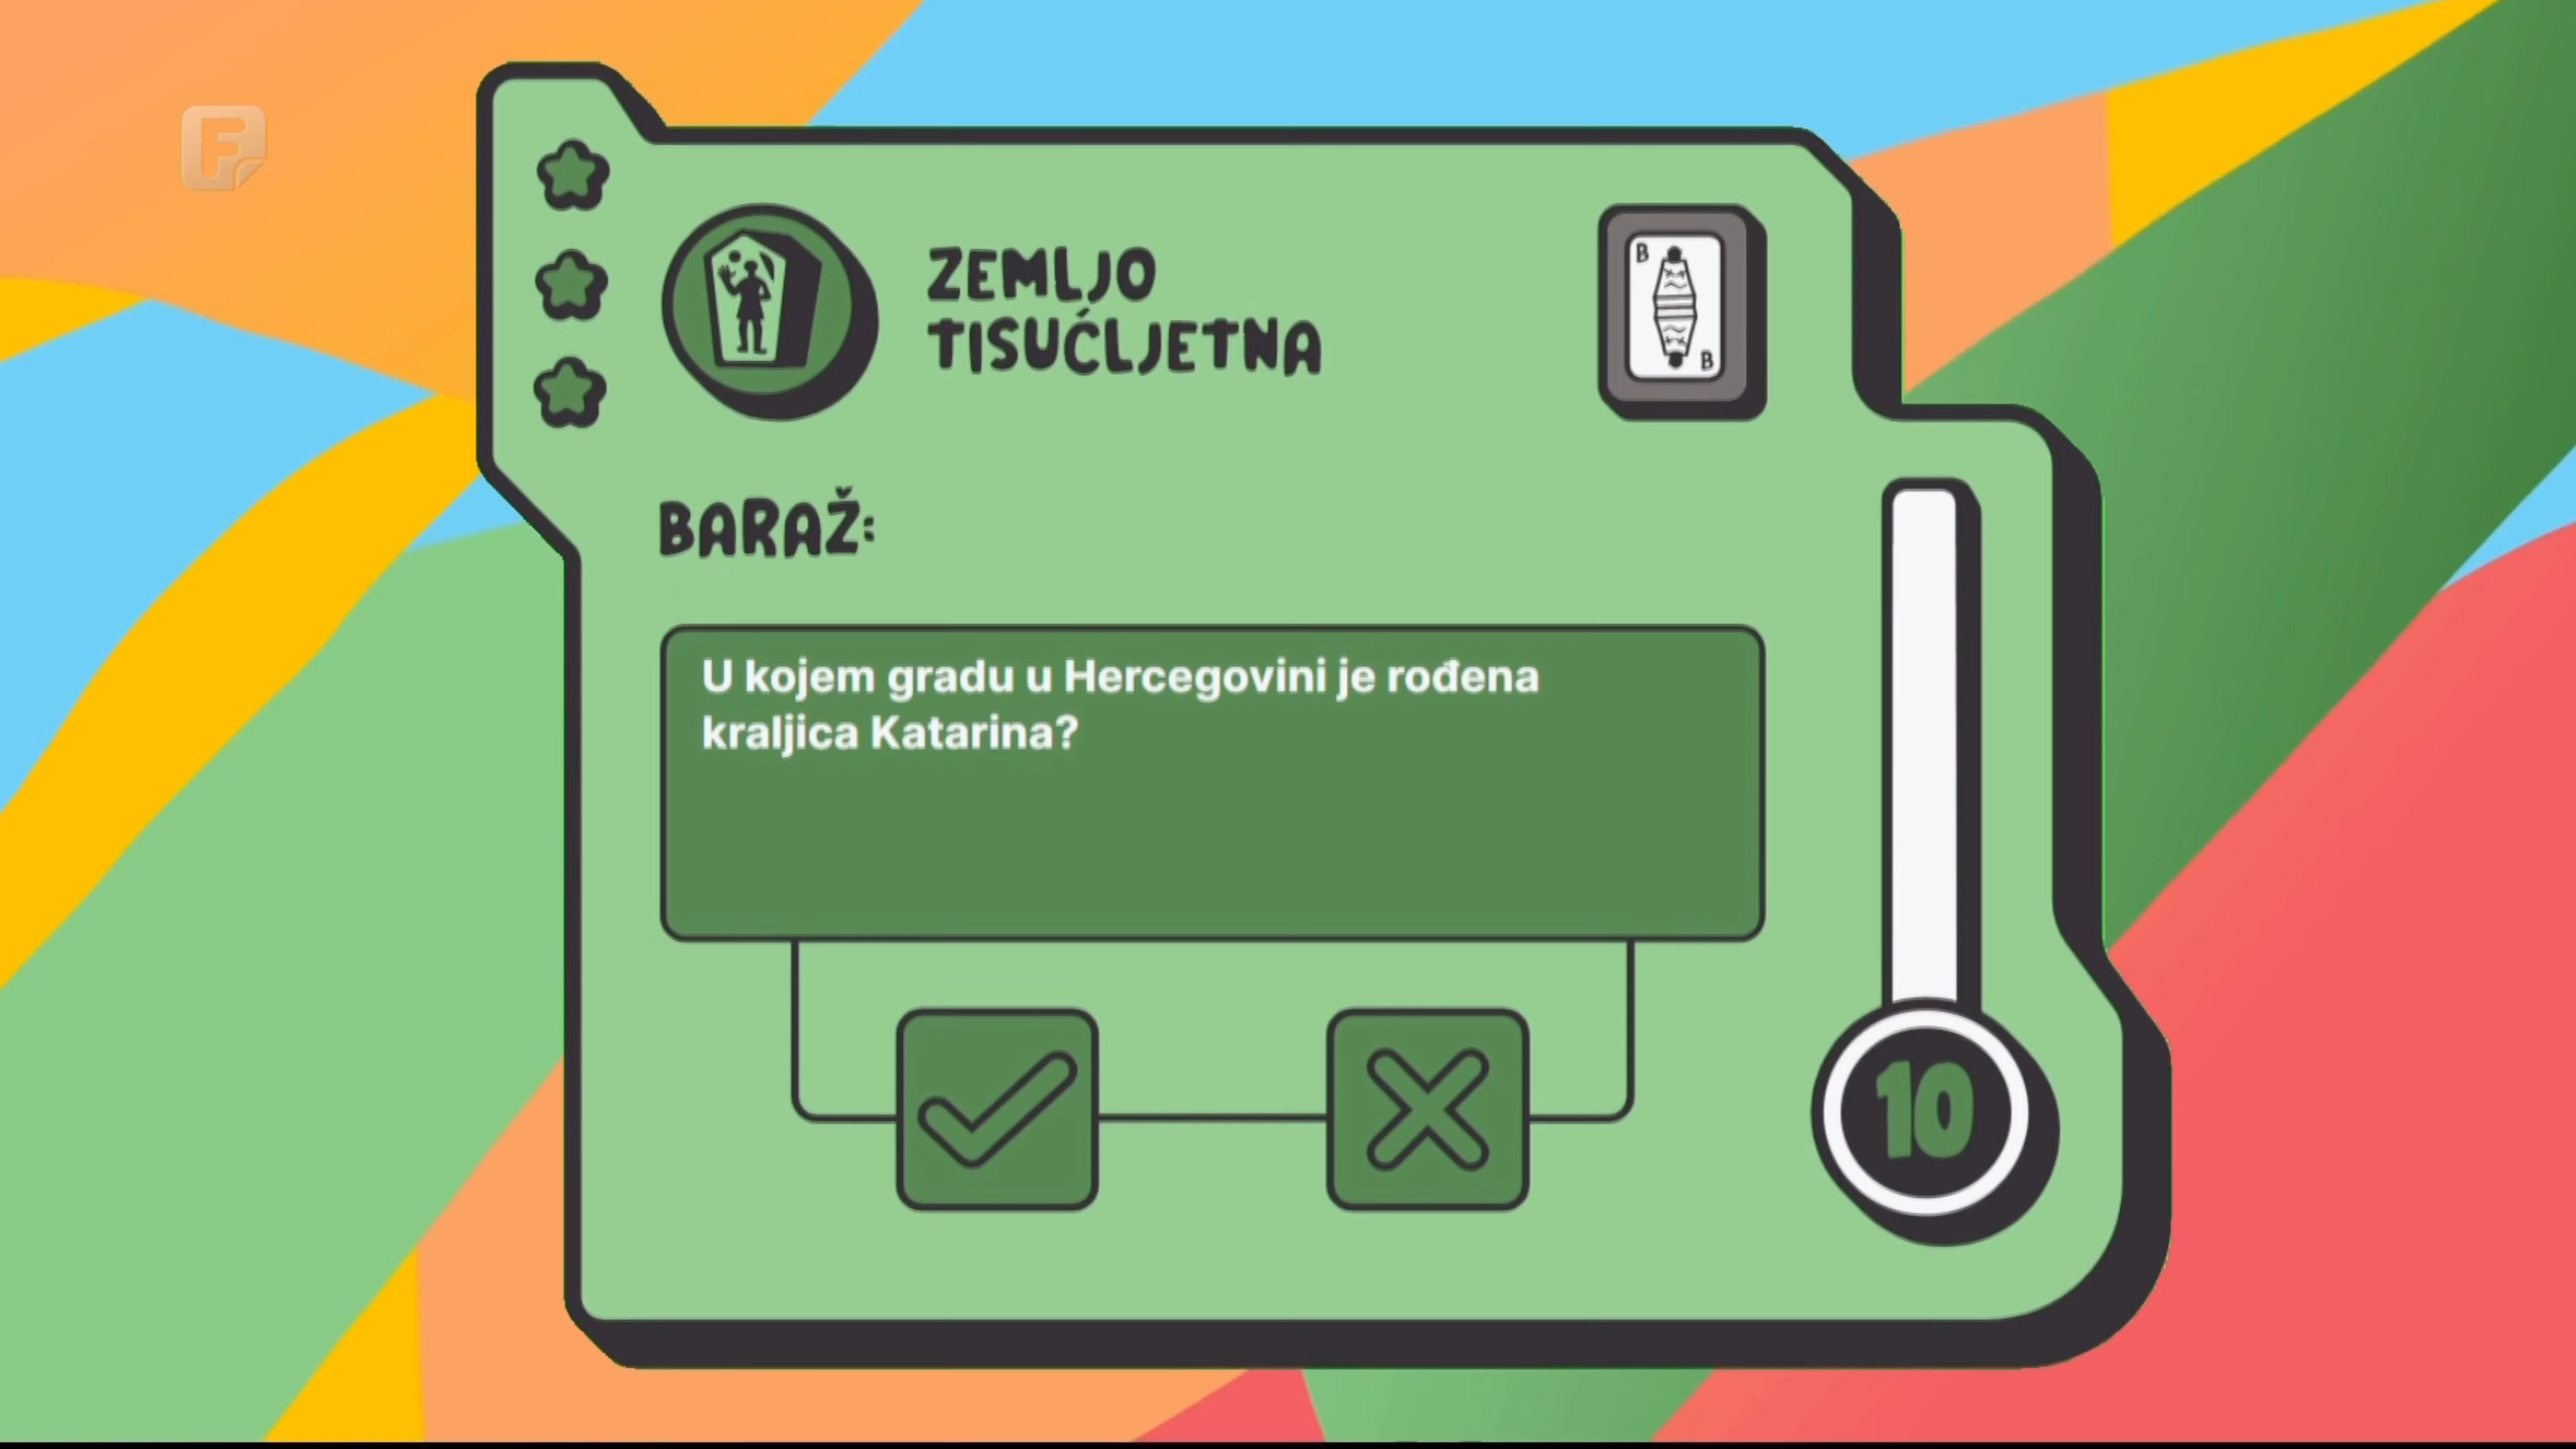 F
ZEMLJO
TISUĆLJETNA
B
B
BARAŽ:
U kojem gradu u Hercegovini je rođena
kraljica Katarina?
10